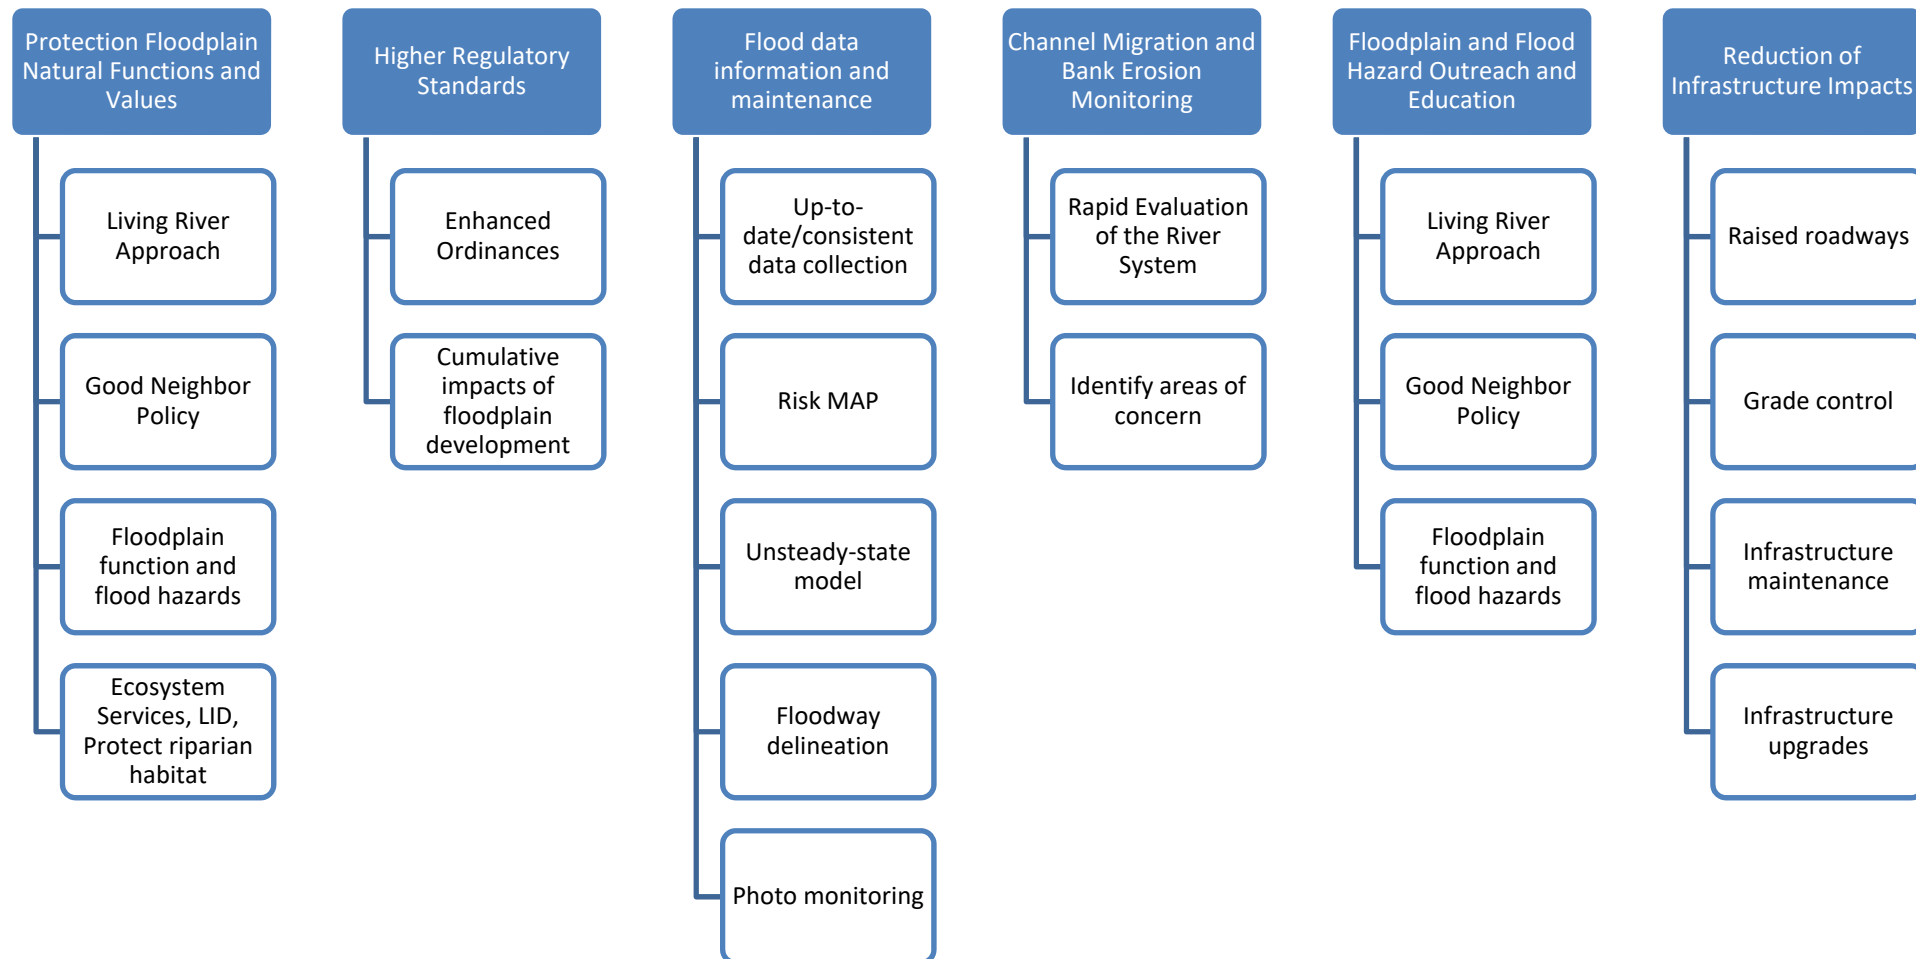 Protection Floodplain
Natural Functions and
Values
Living River
Approach
Good Neighbor
Policy
Floodplain
function and
flood hazards
Ecosystem
Services, LID,
Protect riparian
habitat
Higher Regulatory
Standards
Enhanced
Ordinances
Cumulative
impacts of
floodplain
development
Flood data
information and
maintenance
Up-to-
date/consistent
data collection
Risk MAP
Unsteady-state
model
Floodway
delineation
Photo monitoring
Channel Migration and
Bank Erosion
Monitoring
Rapid Evaluation
of the River
System
Identify areas of
concern
Floodplain and Flood
Hazard Outreach and
Education
Living River
Approach
Good Neighbor
Policy
Floodplain
function and
flood hazards
Reduction of
Infrastructure Impacts
Raised roadways
Grade control
Infrastructure
maintenance
Infrastructure
upgrades